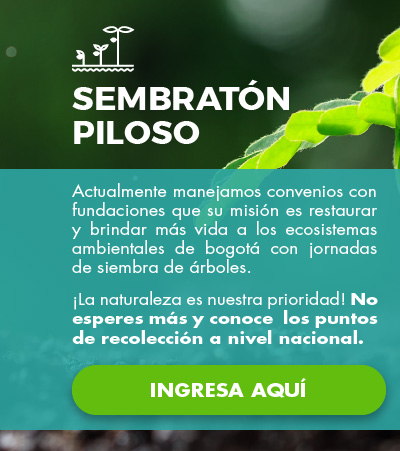 SEMBRATÓN
PILOSO
Actualmente manejamos convenios con
fundaciones que su misión es restaurar
y brindar más vida a los ecosistemas
ambientales de bogotá con jornadas
de siembra de árboles.
¡La naturaleza es nuestra prioridad! No
esperes más y conoce los puntos
de recolección a nivel nacional.
INGRESA AQUÍ